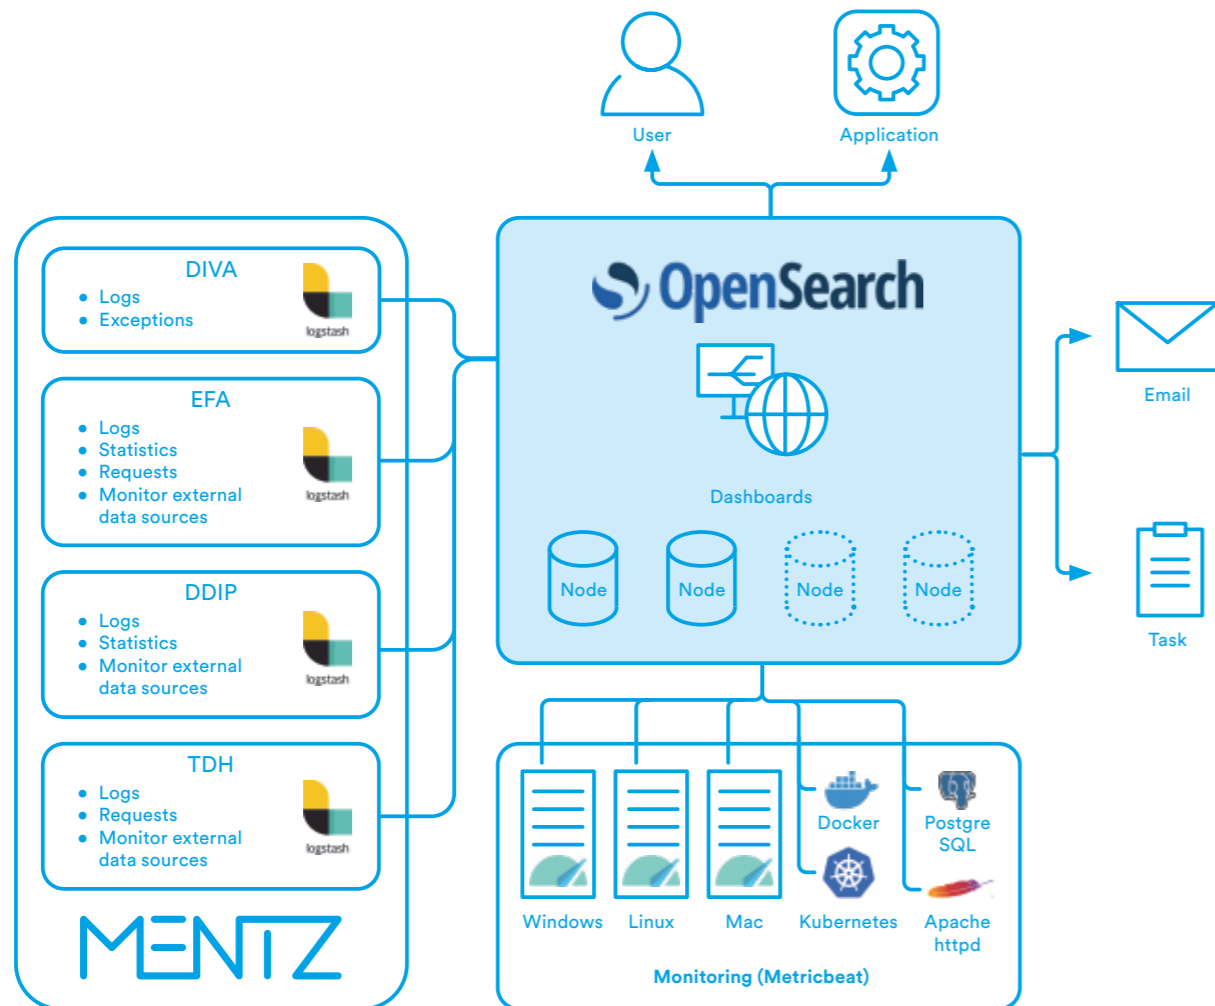 User
Application
DIVA
• Logs
• Exceptions
logstash
EFA
• Logs
• Statistics
• Requests
• Monitor external
data sources
logstash
DDIP
• Logs
• Statistics
• Monitor external
data sources
logstash
TDH
• Logs
• Requests
• Monitor external
data sources
logstash
MENTZ
OpenSearch
Dashboards
Node
Node
Node
Node
Email
Task
Windows
Linux
Mac
Docker
Kubernetes
Postgre
SQL
Apache
httpd
Monitoring (Metricbeat)